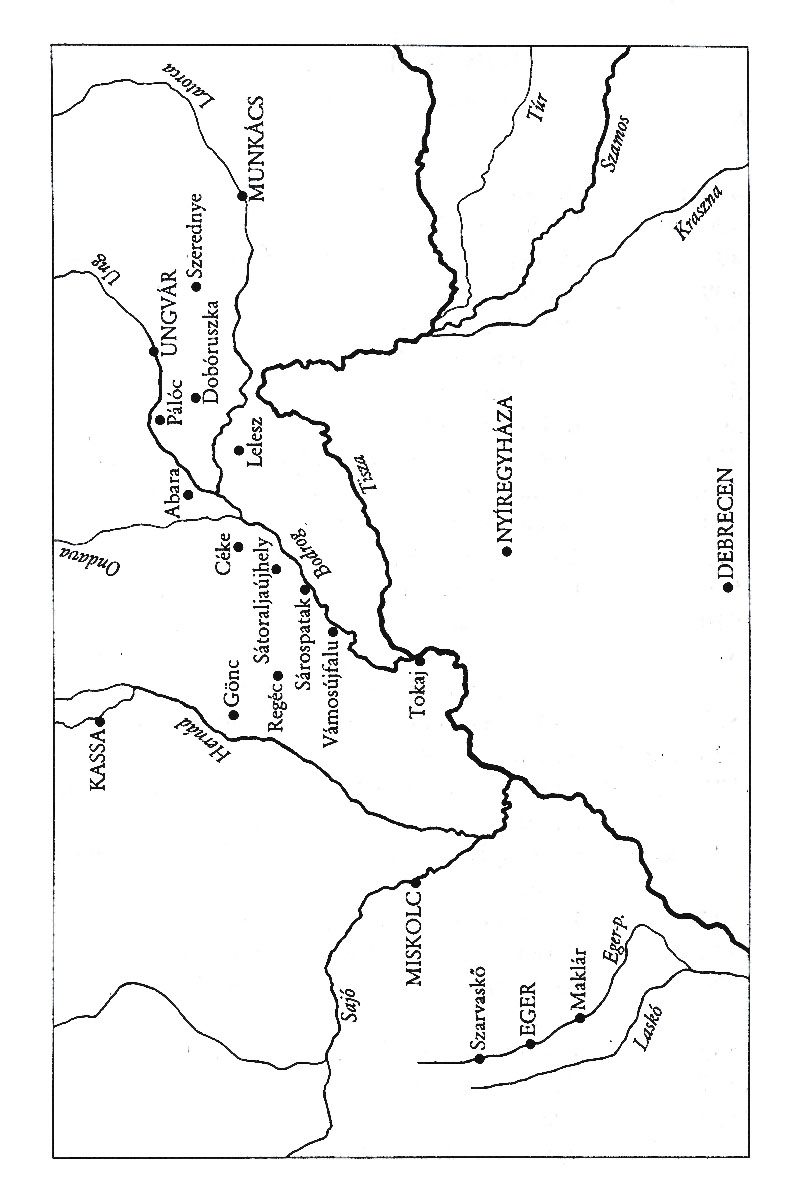 Latorca
MUNKÁCS
Ung
Szerednye
UNGVÁR
Dobóruszka
Pálóc
Lelesz
Abara
Ondava
Céke
Bodrog
Sátoraljaújhely
Sárospatak
Vámosújfalu
Regéc
Gönc
Hernád
KASSA
Tokaj
Tisza
Túr
Szamos
Kraszna
NYÍREGYHÁZA
DEBRECEN
MISKOLC
Sajó
Szarvaskő
EGER
Maklár
Eger-p.
Laskó